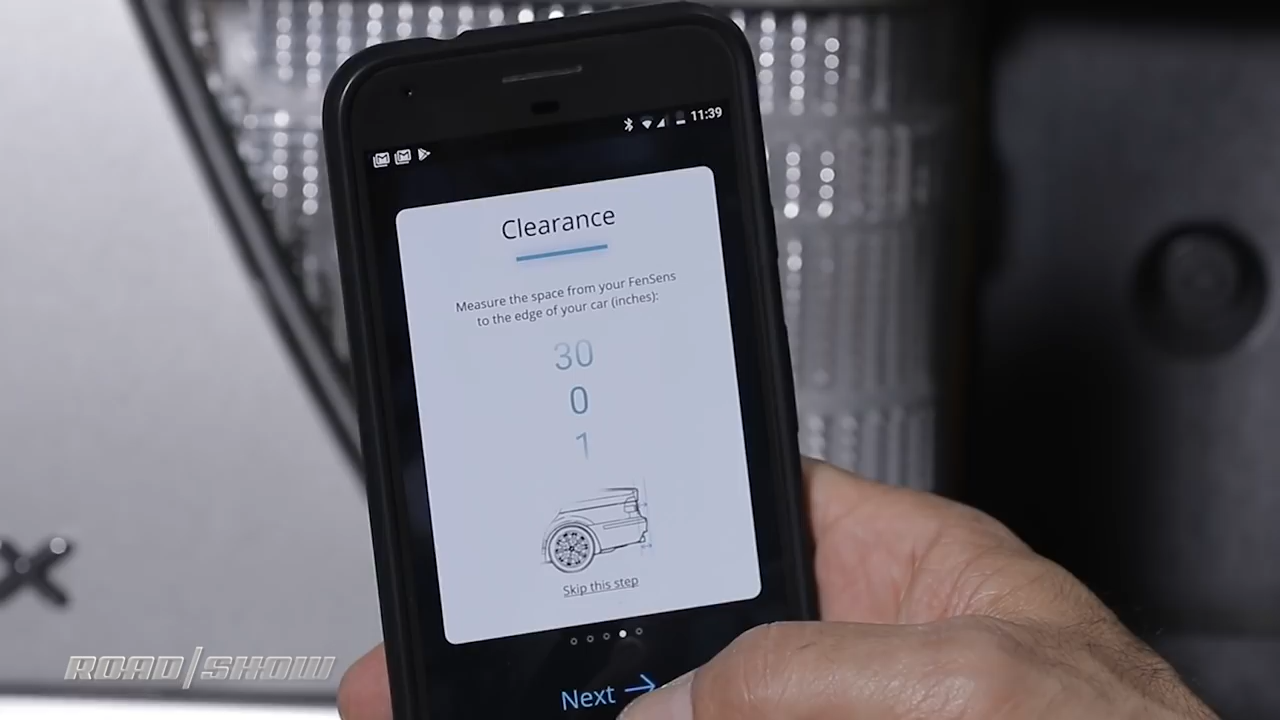 11:39
Clearance
Measure the space from your FenSens
to the edge of your car (inches):
30
0
1
Skip this step
Next
X
ROAD/SHOW